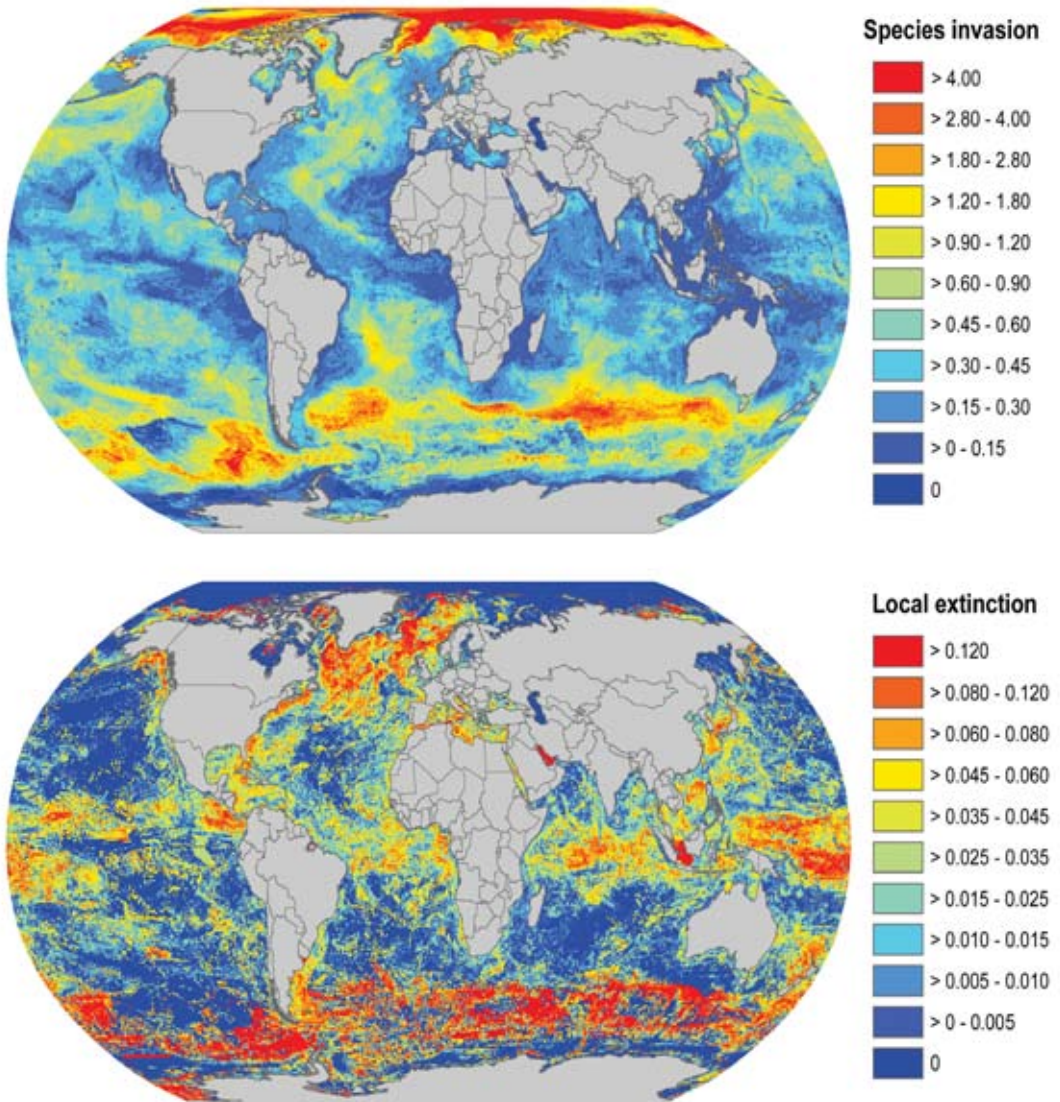 Species invasion
> 4.00
> 2.80 - 4.00
> 1.80 - 2.80
> 1.20 - 1.80
> 0.90 - 1.20
> 0.60 - 0.90
> 0.45 - 0.60
> 0.30 - 0.45
> 0.15 - 0.30
> 0 - 0.15
0
Local extinction
> 0.120
> 0.080 - 0.120
> 0.060 - 0.080
> 0.045 - 0.060
> 0.035 - 0.045
> 0.025 - 0.035
> 0.015 - 0.025
> 0.010 - 0.015
> 0.005 - 0.010
> 0 - 0.005
0